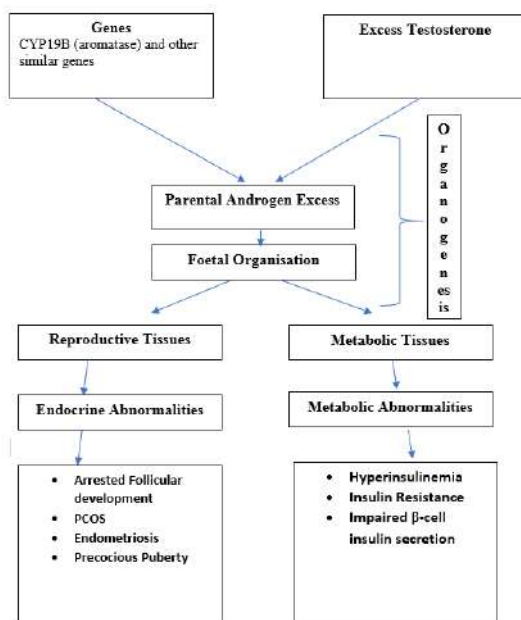 Genes
CYP19B (aromatase) and other
similar genes
Excess Testosterone
Organogenesis
Parental Androgen Excess
Foetal Organisation
Reproductive Tissues
Metabolic Tissues
Endocrine Abnormalities
Metabolic Abnormalities
• Arrested Follicular
development
• PCOS
• Endometriosis
• Precocious Puberty
• Hyperinsulinemia
• Insulin Resistance
• Impaired β-cell
insulin secretion